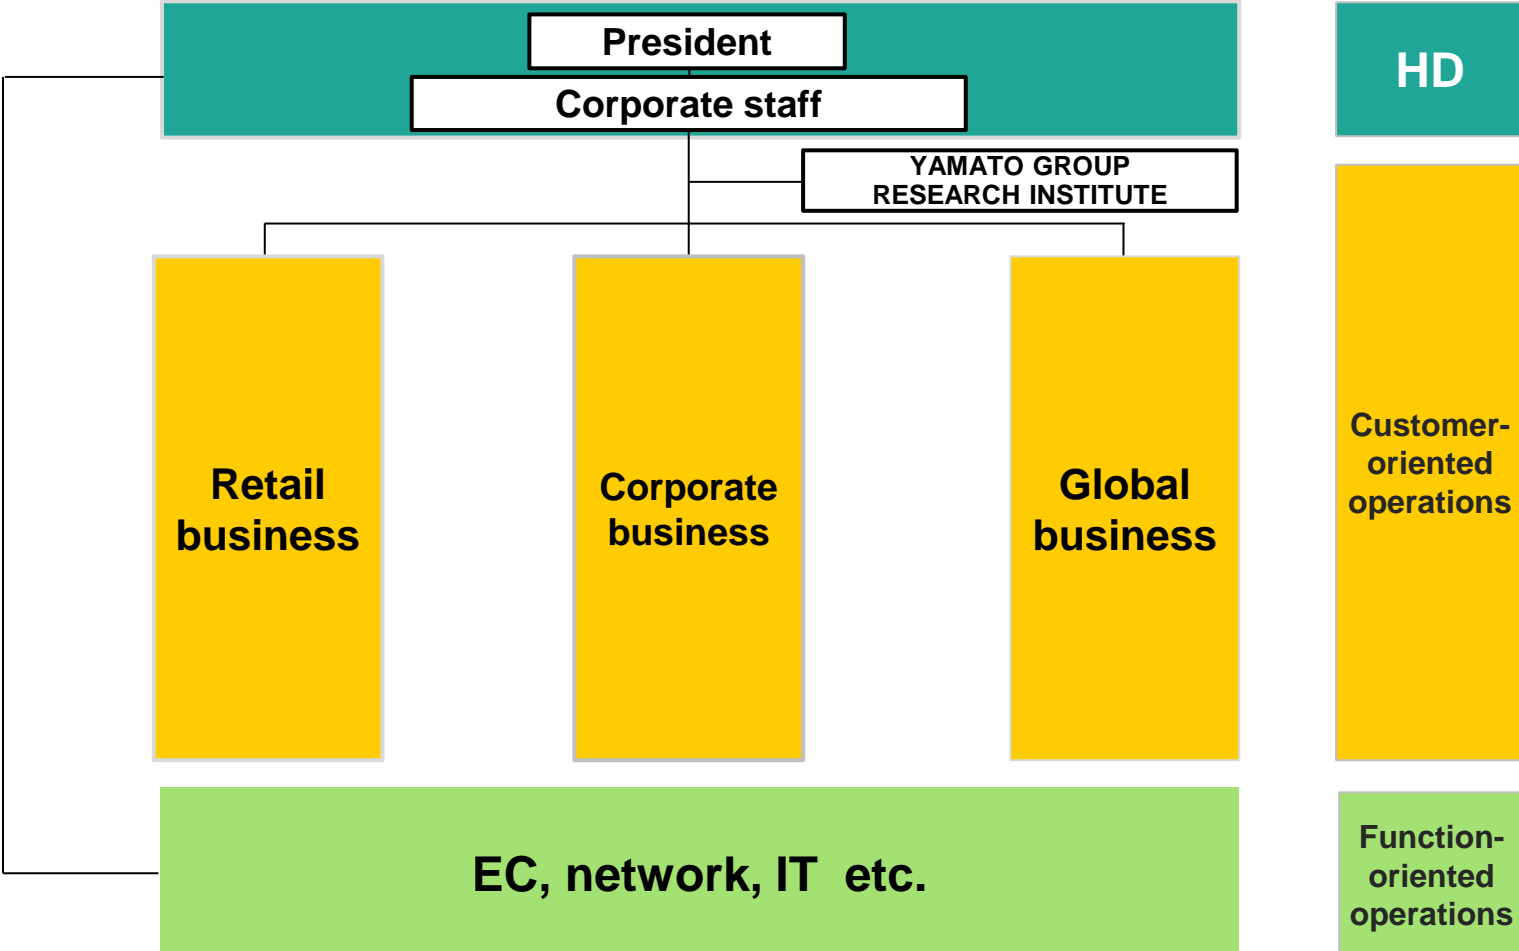 President
HD
Corporate staff
YAMATO GROUP
RESEARCH INSTITUTE
Retail
business
Corporate
business
Global
business
Customer-
oriented
operations
EC, network, IT  etc.
Function-
oriented
operations